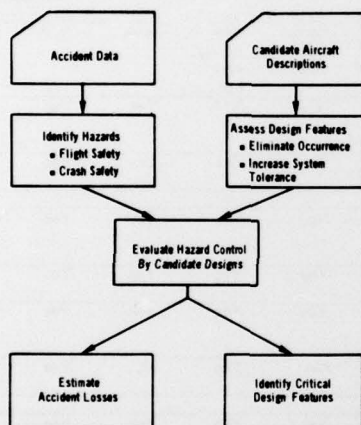 Accident Data
Candidate Aircraft
Descriptions
Identify Hazards
▪ Flight Safety
▪ Crash Safety
Assess Design Features
▪ Eliminate Occurrence
▪ Increase System
Tolerance
Evaluate Hazard Control
By Candidate Designs
Estimate
Accident Losses
Identify Critical
Design Features